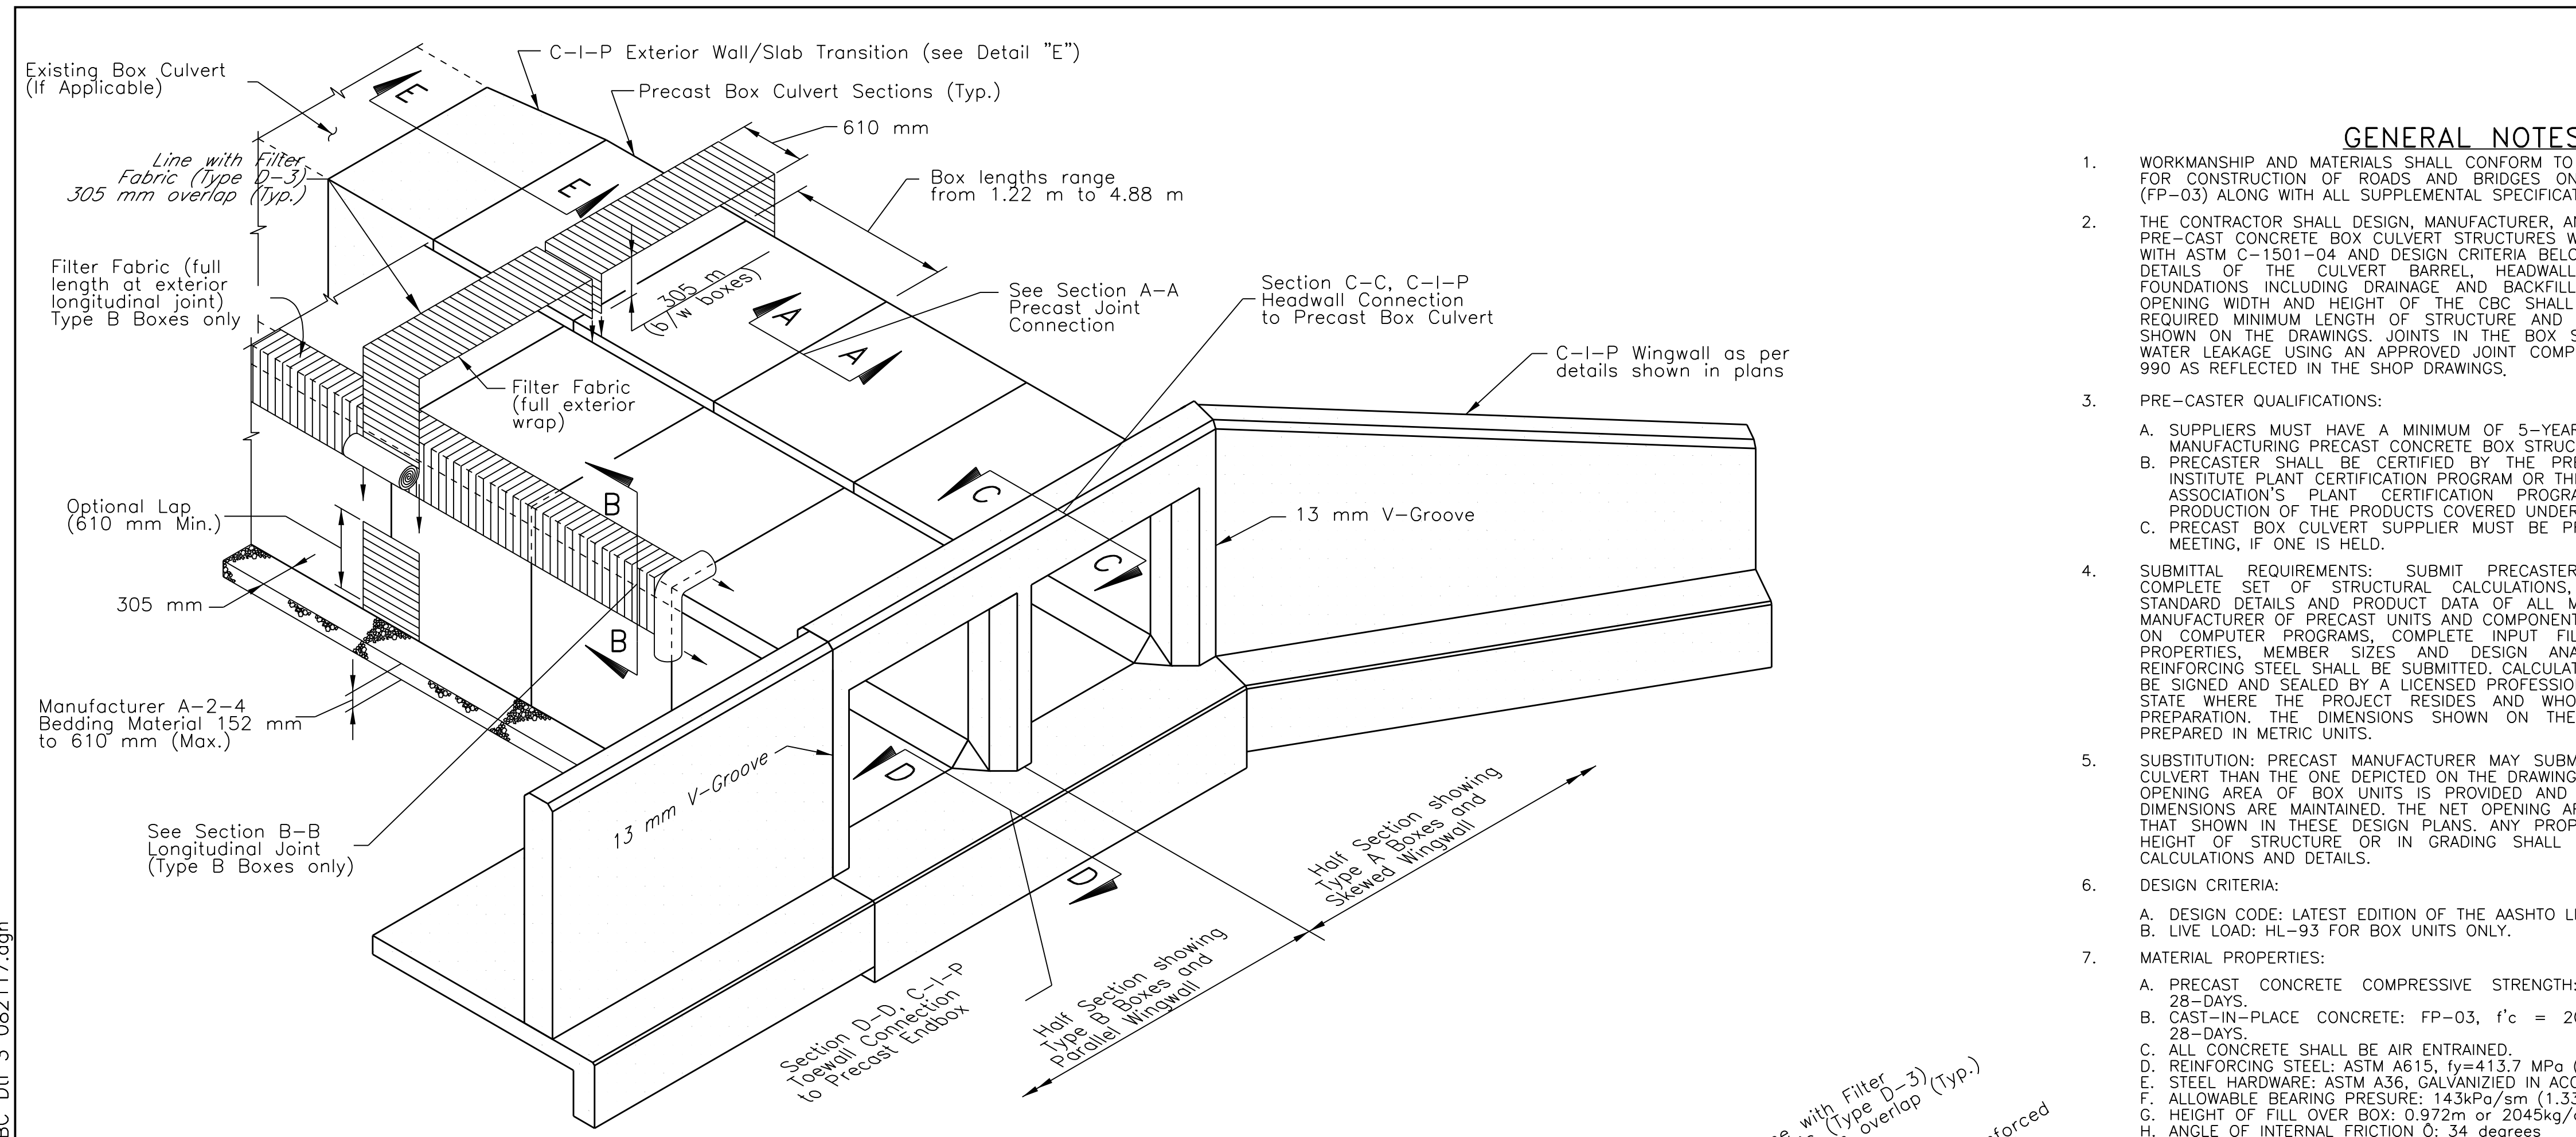 C-I-P Exterior Wall/Slab Transition (see Detail "E")
Existing Box Culvert
(If Applicable)
Precast Box Culvert Sections (Typ.)
610 mm
E
E
Line with Filter
Fabric (Type D-3)
305 mm overlap (Typ.)
Box lengths range
from 1.22 m to 4.88 m
Filter Fabric (full
length at exterior
longitudinal joint)
Type B Boxes only
305 m
(b/w boxes)
See Section A-A
Precast Joint
Connection
A
A
Section C-C, C-I-P
Headwall Connection
to Precast Box Culvert
C-I-P Wingwall as per
details shown in plans
Filter Fabric
(full exterior
wrap)
Optional Lap
(610 mm Min.)
B
B
C
C
13 mm V-Groove
305 mm
Manufacturer A-2-4
Bedding Material 152 mm
to 610 mm (Max.)
13 mm V-Groove
D
D
See Section B-B
Longitudinal Joint
(Type B Boxes only)
Half Section showing
Type A Boxes and
Skewed Wingwall
Half Section showing
Type B Boxes and
Parallel Wingwall
Section D-D, C-I-P
Toewall Connection
to Precast Endbox
with Filter
(Type D-3)
overlap (Typ.)
GENERAL NOTES
1. WORKMANSHIP AND MATERIALS SHALL CONFORM TO
FOR CONSTRUCTION OF ROADS AND BRIDGES ON
(FP-03) ALONG WITH ALL SUPPLEMENTAL
2. THE CONTRACTOR SHALL DESIGN, MANUFACTURER,
PRE-CAST CONCRETE BOX CULVERT STRUCTURES
WITH ASTM C-1501-04 AND DESIGN CRITERIA
DETAILS OF THE CULVERT BARREL, HEADWALL
FOUNDATIONS INCLUDING DRAINAGE AND BACKFILL
OPENING WIDTH AND HEIGHT OF THE CBC SHALL
REQUIRED MINIMUM LENGTH OF STRUCTURE AND
SHOWN ON THE DRAWINGS. JOINTS IN THE BOX
WATER LEAKAGE USING AN APPROVED JOINT
990 AS REFLECTED IN THE SHOP DRAWINGS.
3. PRE-CASTER QUALIFICATIONS:
A. SUPPLIERS MUST HAVE A MINIMUM OF 5-YEAR
MANUFACTURING PRECAST CONCRETE BOX
B. PRECASTER SHALL BE CERTIFIED BY THE
INSTITUTE PLANT CERTIFICATION PROGRAM OR
ASSOCIATION'S PLANT CERTIFICATION
PRODUCTION OF THE PRODUCTS COVERED UNDER
C. PRECAST BOX CULVERT SUPPLIER MUST BE
MEETING, IF ONE IS HELD.
4. SUBMITTAL REQUIREMENTS: SUBMIT PRECASTER
COMPLETE SET OF STRUCTURAL CALCULATIONS,
STANDARD DETAILS AND PRODUCT DATA OF ALL
MANUFACTURER OF PRECAST UNITS AND
ON COMPUTER PROGRAMS, COMPLETE INPUT
PROPERTIES, MEMBER SIZES AND DESIGN
REINFORCING STEEL SHALL BE SUBMITTED.
BE SIGNED AND SEALED BY A LICENSED
STATE WHERE THE PROJECT RESIDES AND WHO
PREPARATION. THE DIMENSIONS SHOWN ON THE
PREPARED IN METRIC UNITS.
5. SUBSTITUTION: PRECAST MANUFACTURER MAY
CULVERT THAN THE ONE DEPICTED ON THE
OPENING AREA OF BOX UNITS IS PROVIDED AND
DIMENSIONS ARE MAINTAINED. THE NET OPENING
THAT SHOWN IN THESE DESIGN PLANS. ANY
HEIGHT OF STRUCTURE OR IN GRADING SHALL
CALCULATIONS AND DETAILS.
6. DESIGN CRITERIA:
A. DESIGN CODE: LATEST EDITION OF THE AASHTO
B. LIVE LOAD: HL-93 FOR BOX UNITS ONLY.
7. MATERIAL PROPERTIES:
A. PRECAST CONCRETE COMPRESSIVE STRENGTH:
28-DAYS.
B. CAST-IN-PLACE CONCRETE: FP-03, f'c =
28-DAYS.
C. ALL CONCRETE SHALL BE AIR ENTRAINED.
D. REINFORCING STEEL: ASTM A615, fy=413.7 MPa
E. STEEL HARDWARE: ASTM A36, GALVANIZIED IN
F. ALLOWABLE BEARING PRESURE: 143kPa/sm
G. HEIGHT OF FILL OVER BOX: 0.972m or
H. ANGLE OF INTERNAL FRICTION Ō: 34 degrees